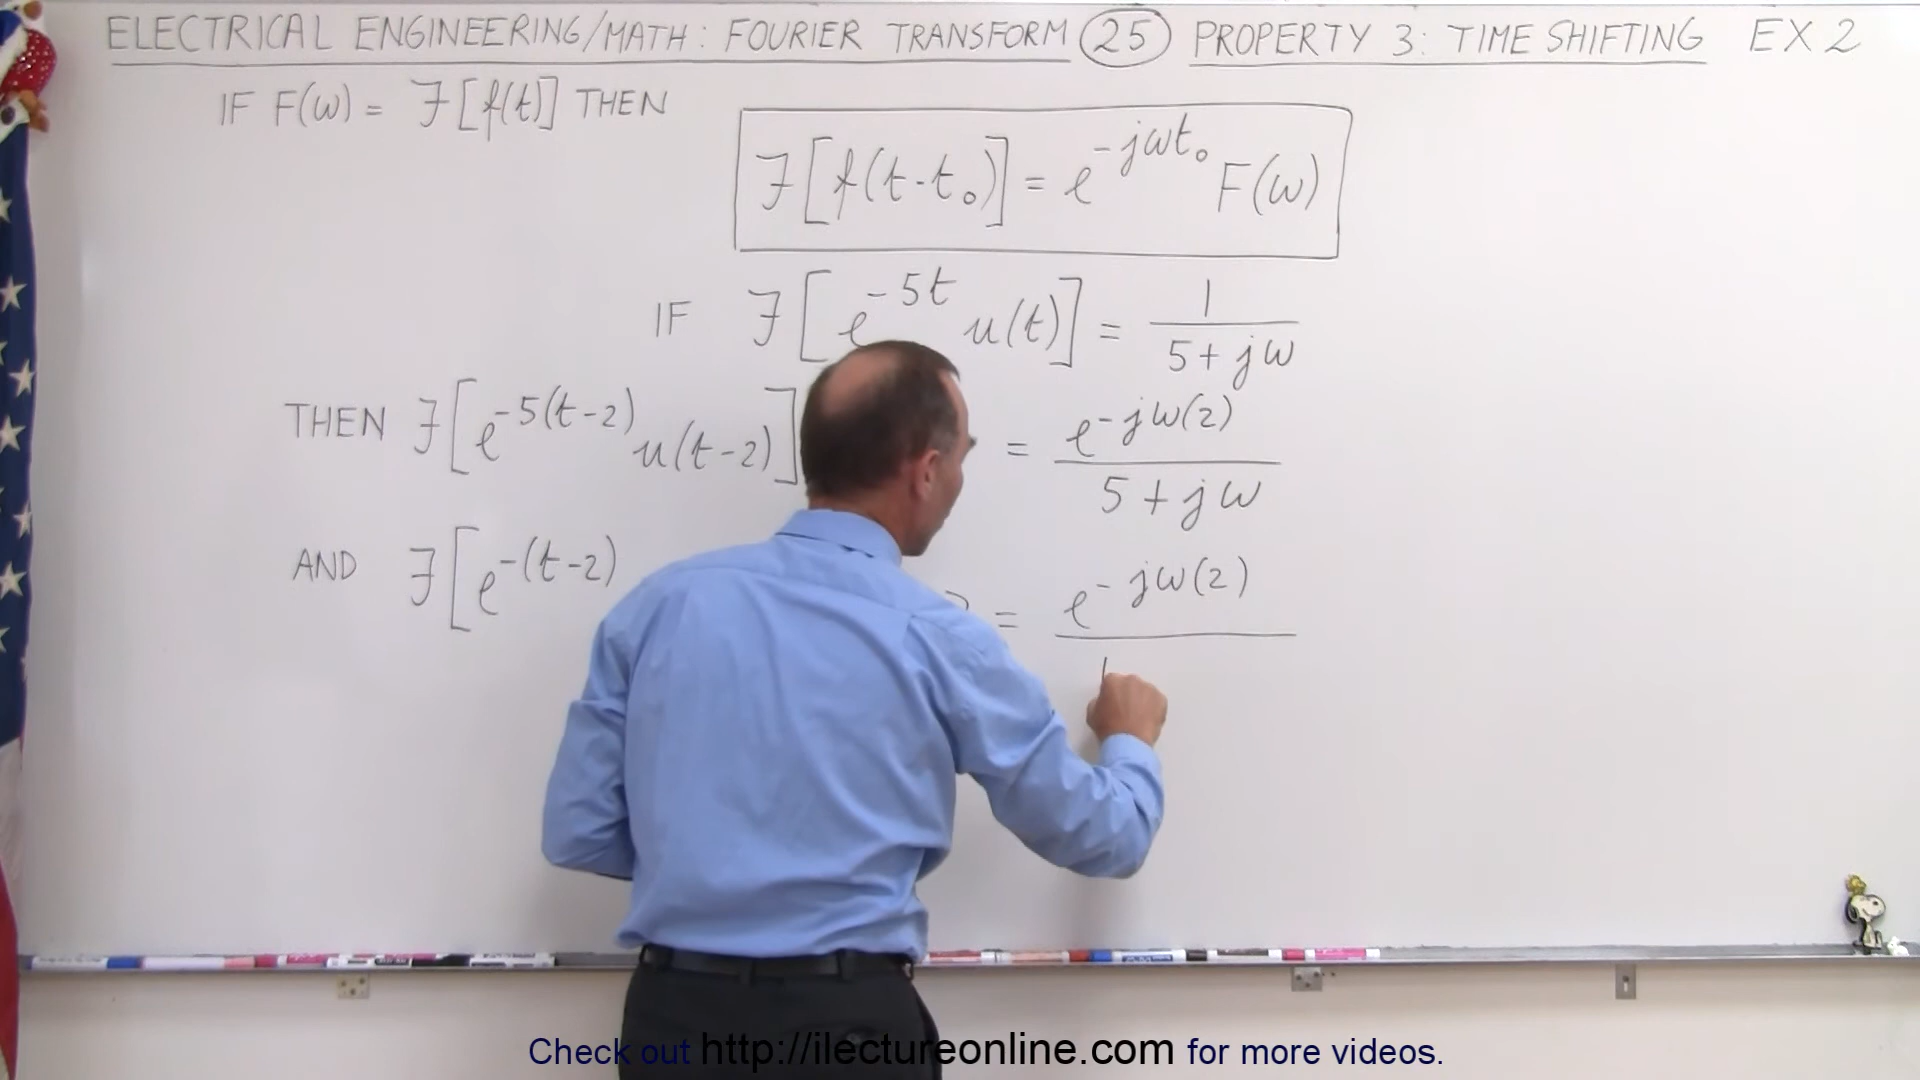 ELECTRICAL ENGINEERING/MATH: FOURIER TRANSFORM 25 PROPERTY 3: TIME SHIFTING EX 2
IF F(ω) = ℱ[f(t)] THEN
ℱ[f(t-t₀)] = e^-jωt₀ F(ω)
IF ℱ[e^-5t u(t)] = 1/(5+jω)
THEN ℱ[e^-5(t-2) u(t-2)] = e^-jω(2)/(5+jω)
AND ℱ[e^-(t-2) ] = e^-jω(2)/1
Check out http://ilectureonline.com for more videos.